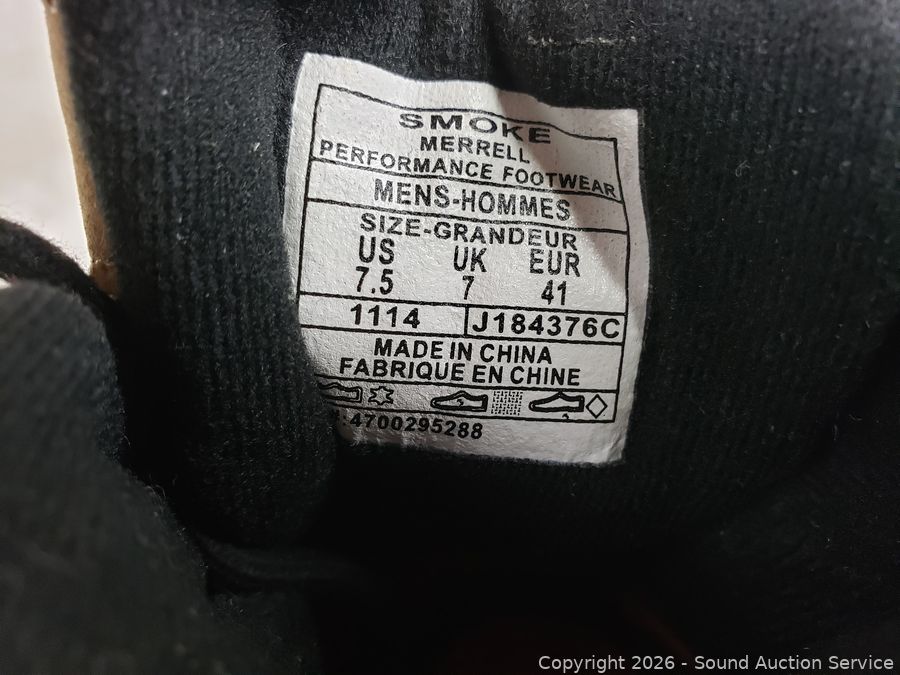 SMOKE
MERRELL
PERFORMANCE FOOTWEAR
MENS-HOMMES
SIZE-GRANDEUR
US UK EUR
7.5 7 41
1114 J184376C
MADE IN CHINA
FABRIQUE EN CHINE
:4700295288
Copyright 2026 - Sound Auction Service